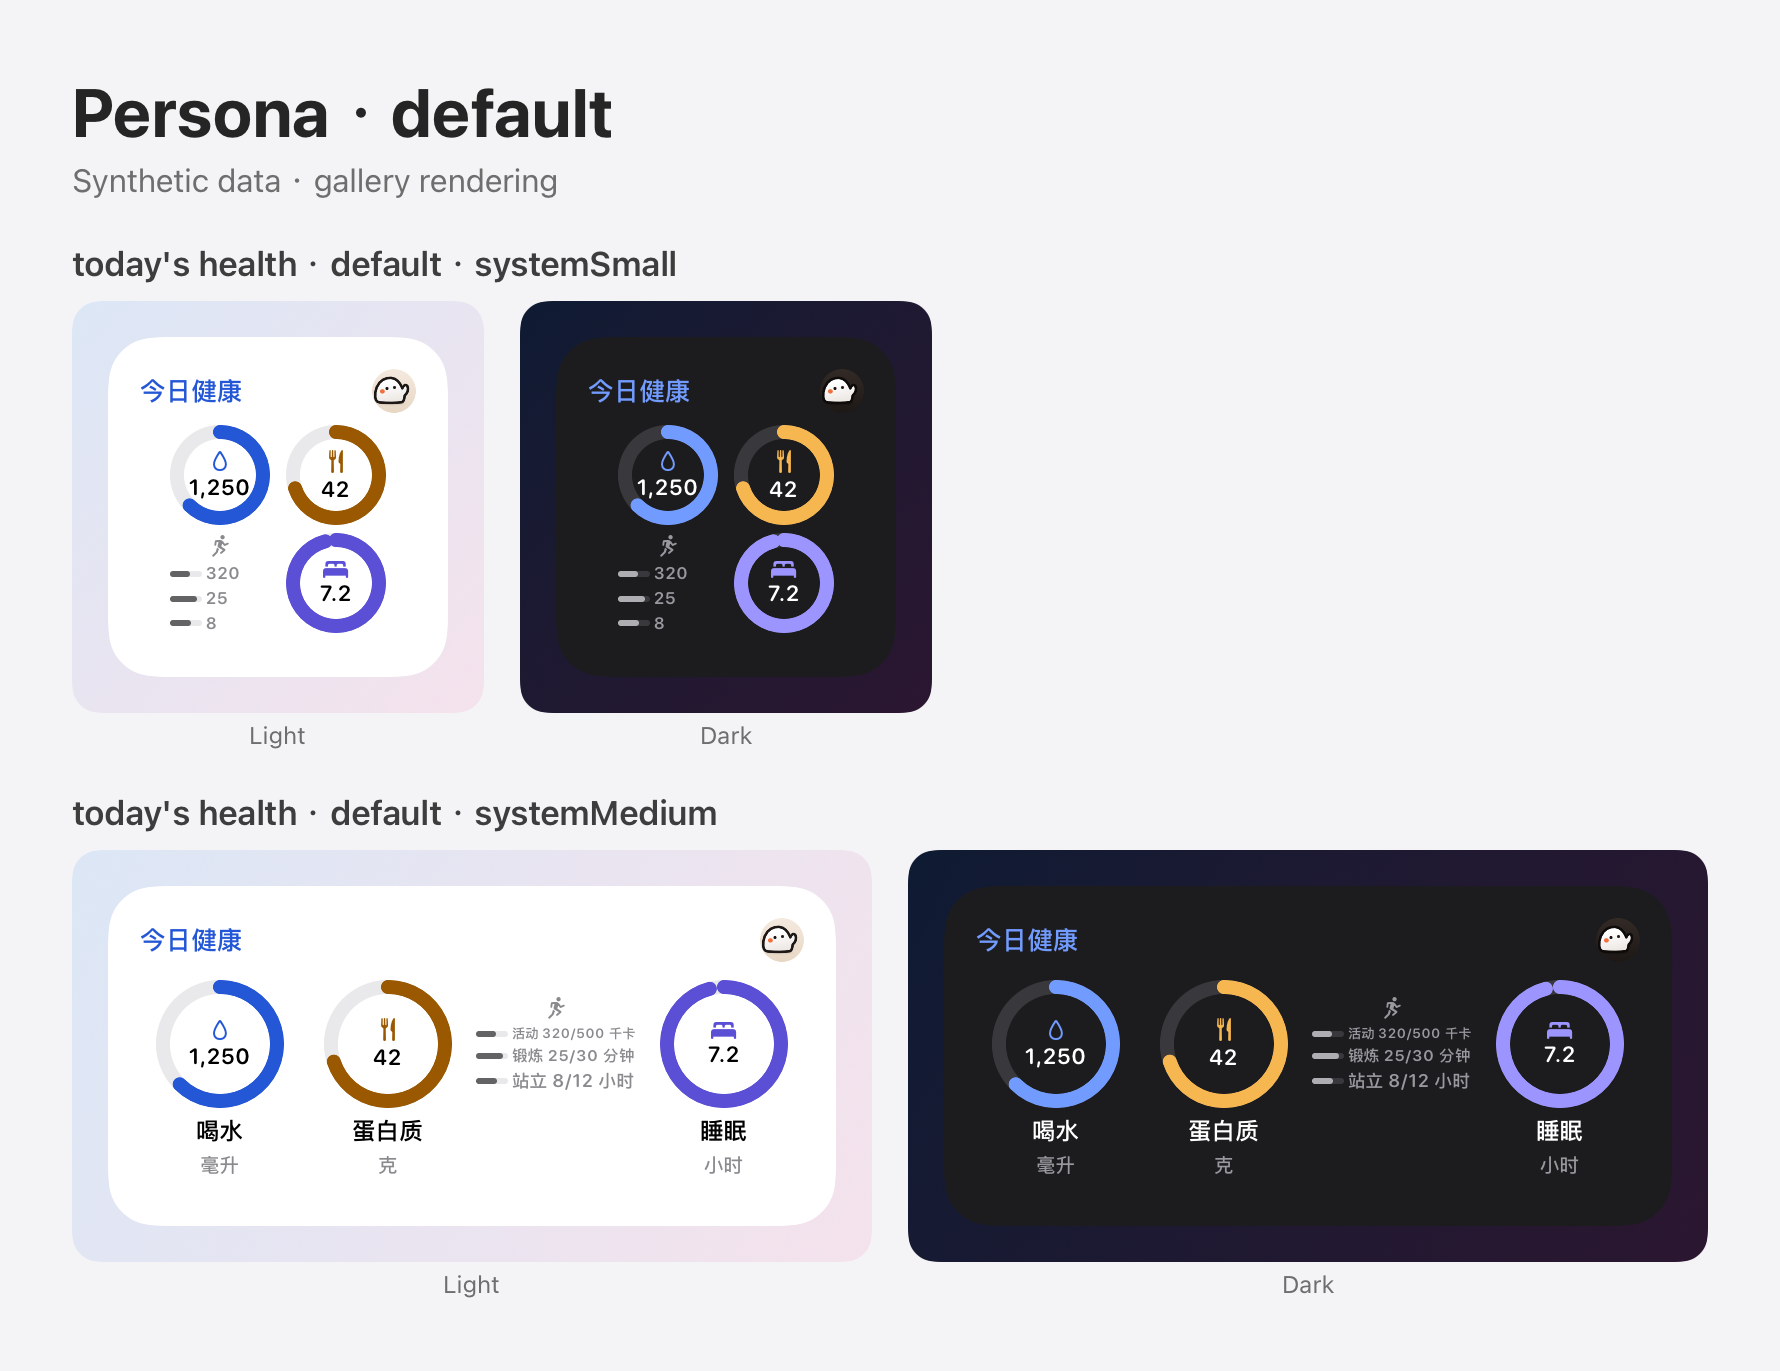 Persona · default
Synthetic data · gallery rendering
today's health · default · systemSmall
今日健康
1,250
42
320
25
8
7.2
Light
今日健康
1,250
42
320
25
8
7.2
Dark
today's health · default · systemMedium
今日健康
1,250
喝水
毫升
42
蛋白质
克
活动 320/500 千卡
锻炼 25/30 分钟
站立 8/12 小时
7.2
睡眠
小时
Light
今日健康
1,250
喝水
毫升
42
蛋白质
克
活动 320/500 千卡
锻炼 25/30 分钟
站立 8/12 小时
7.2
睡眠
小时
Dark